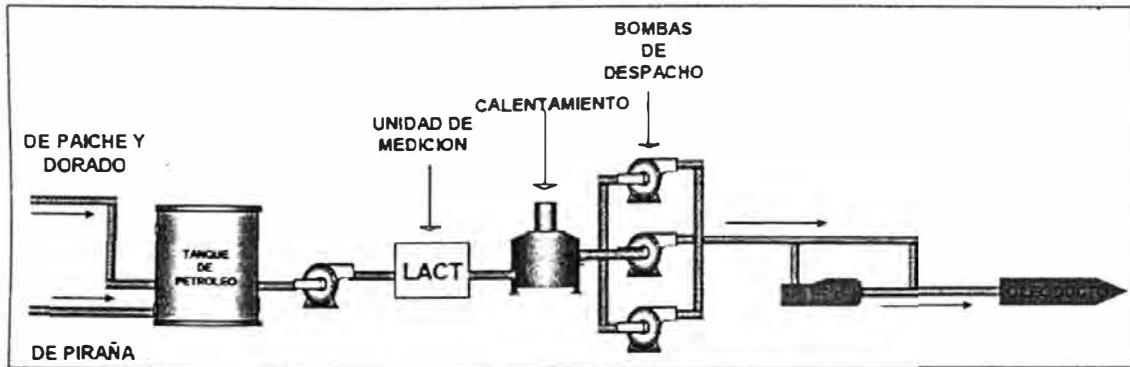 BOMBAS
DE
DESPACHO
CALENTAMIENTO
UNIDAD DE
MEDICION
DE PAICHE Y
DORADO
TANQUE
DE
PETROLEO
LACT
DE PIRAÑA